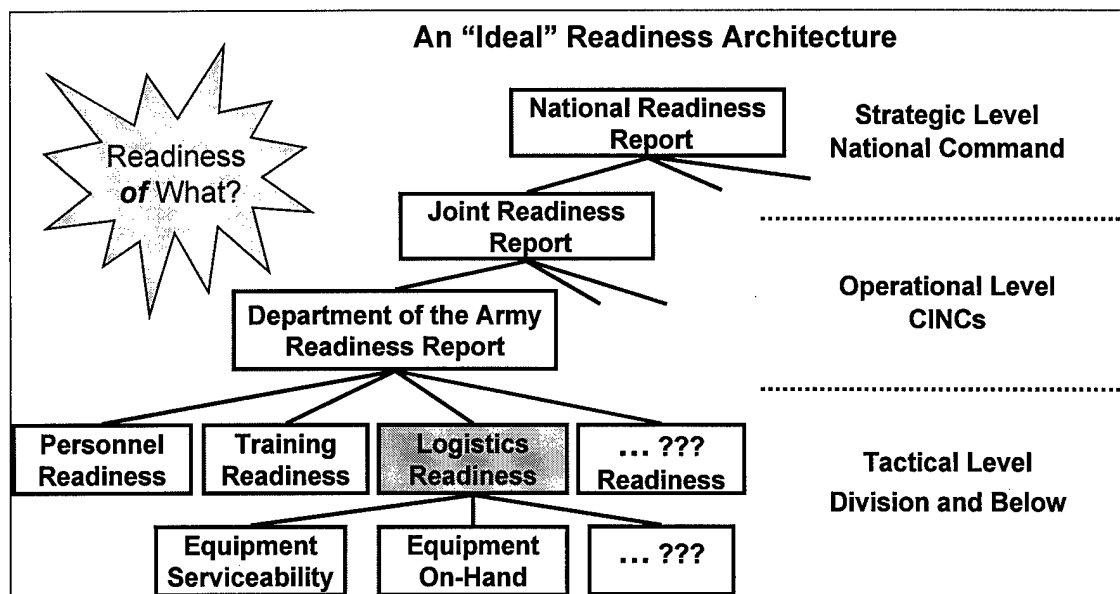 An “Ideal” Readiness Architecture
Readiness
of What?
National Readiness
Report
Strategic Level
National Command
Joint Readiness
Report
Operational Level
CINCs
Department of the Army
Readiness Report
Personnel
Readiness
Training
Readiness
Logistics
Readiness
... ???
Readiness
Tactical Level
Division and Below
Equipment
Serviceability
Equipment
On-Hand
... ???